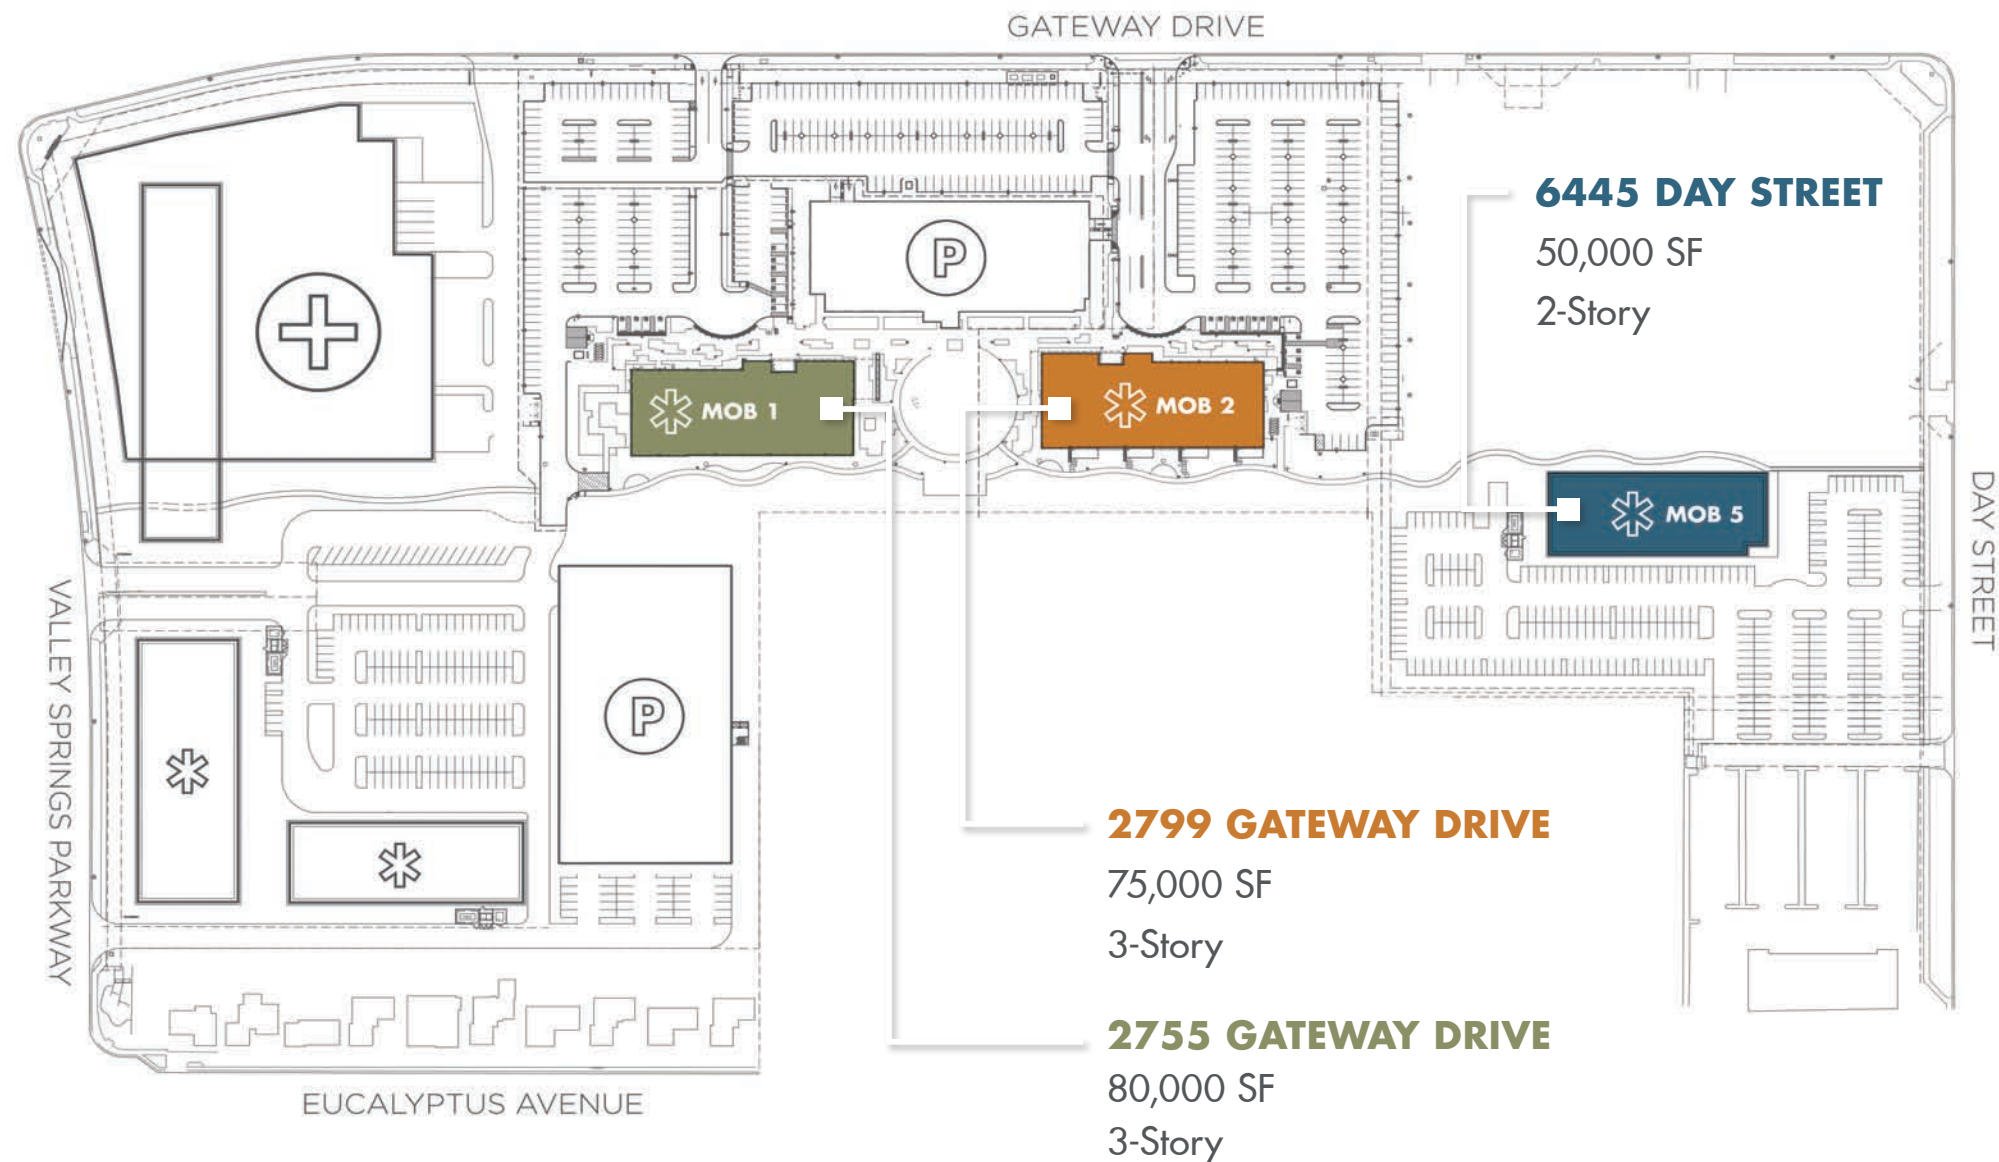 GATEWAY DRIVE
6445 DAY STREET
50,000 SF
2-Story
P
MOB 1
MOB 2
MOB 5
DAY STREET
VALLEY SPRINGS PARKWAY
P
2799 GATEWAY DRIVE
75,000 SF
3-Story
2755 GATEWAY DRIVE
80,000 SF
3-Story
EUCALYPTUS AVENUE